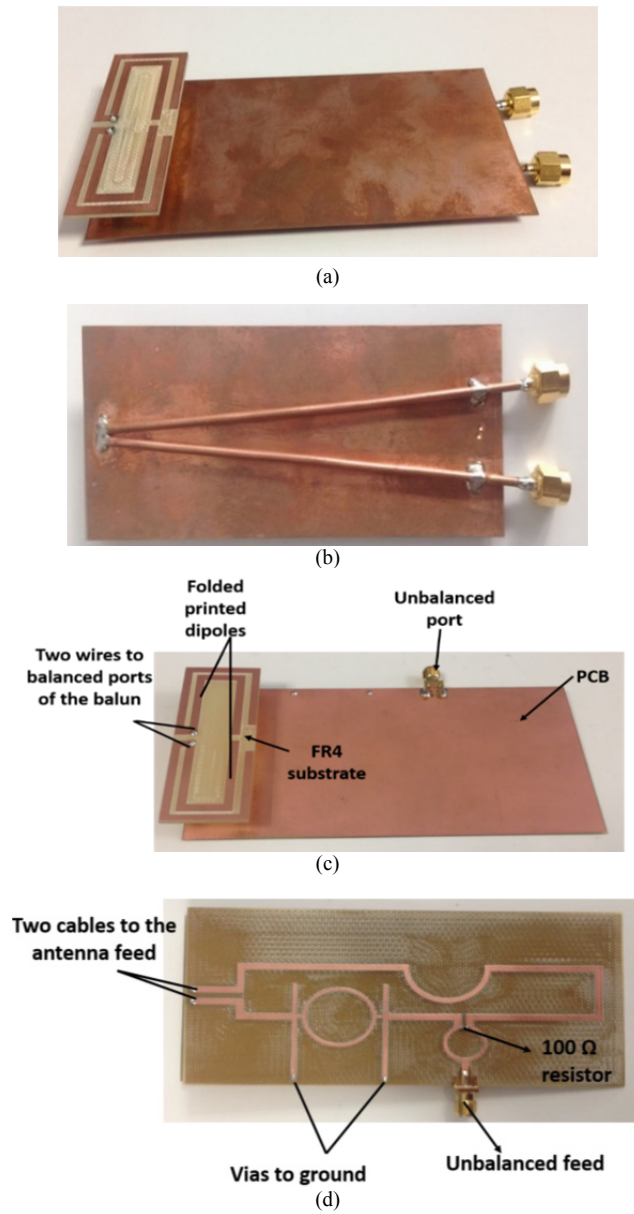 (a)
(b)
Folded
printed
dipoles
Unbalanced
port
Two wires to
balanced ports
of the balun
PCB
FR4
substrate
(c)
Two cables to the
antenna feed
100 Ω
resistor
Vias to ground
Unbalanced feed
(d)